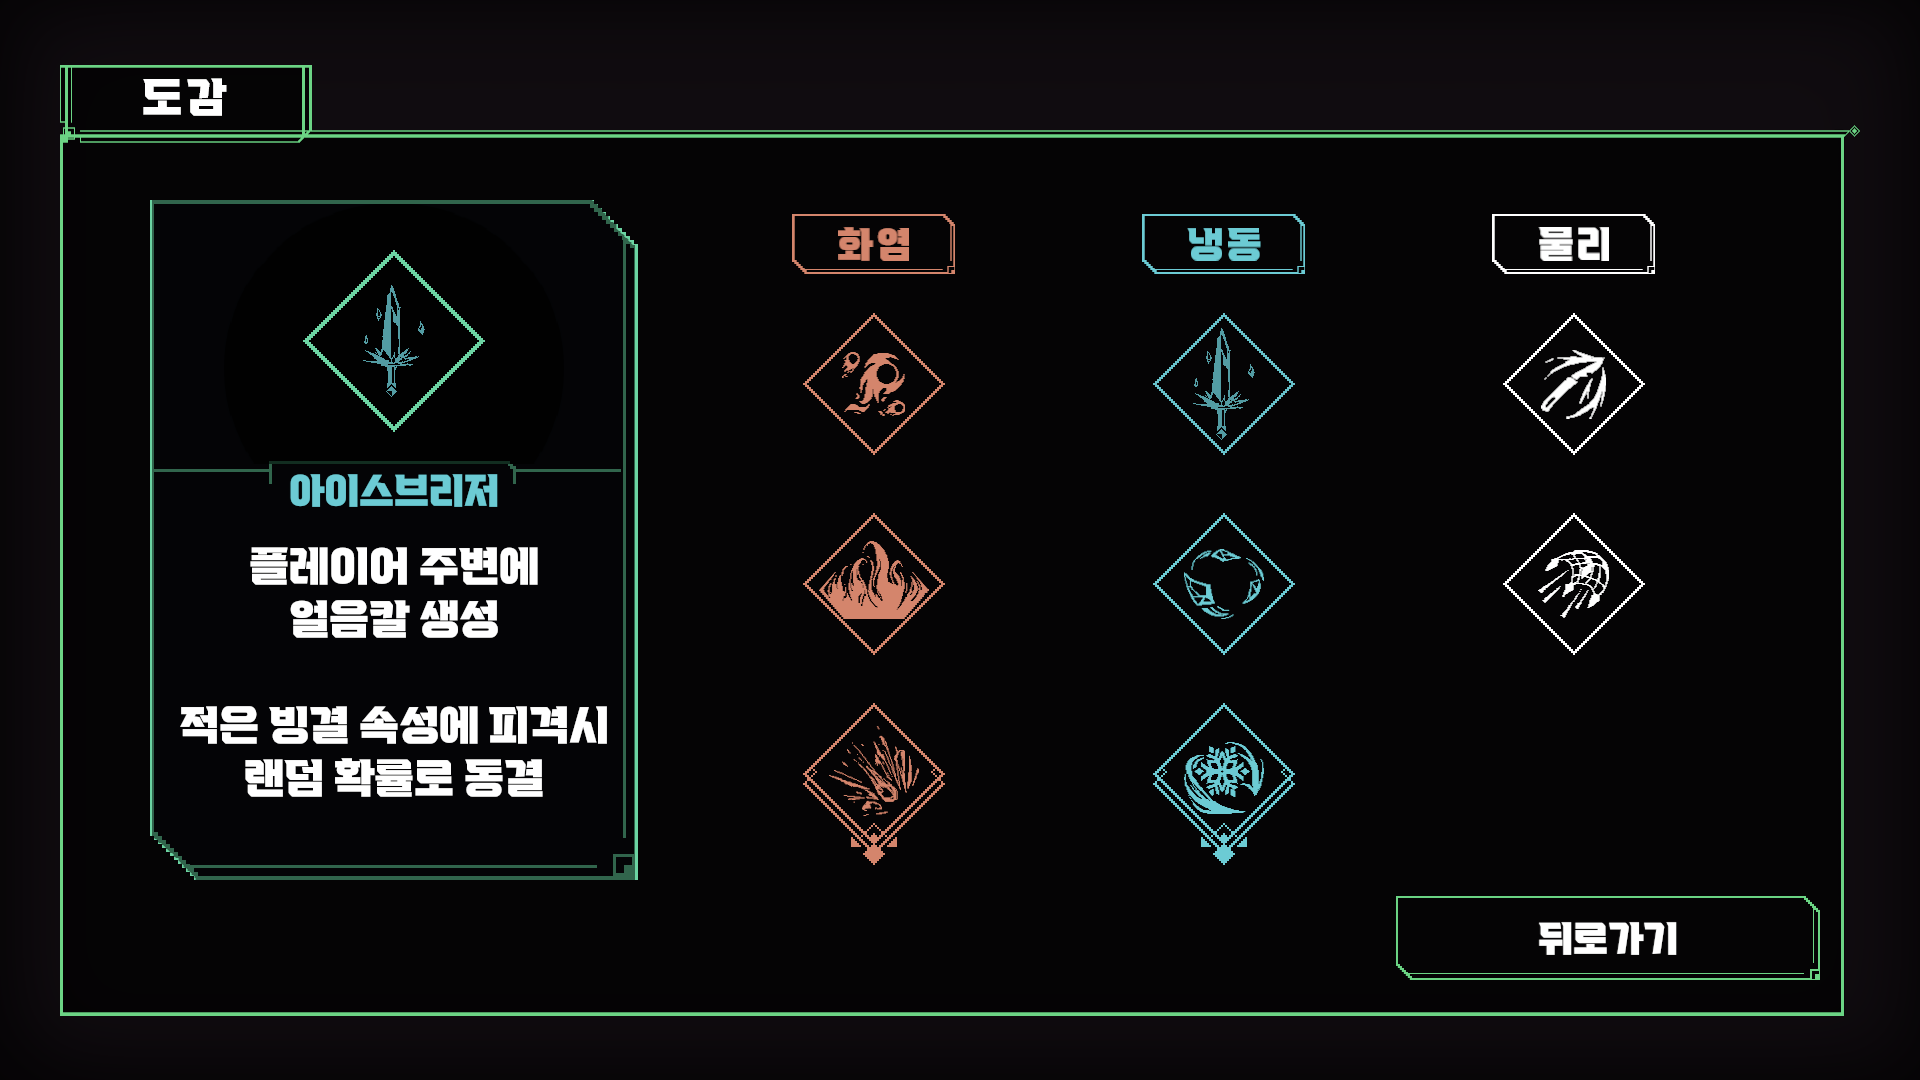 도감
아이스브리저
플레이어 주변에
얼음칼 생성
적은 빙결 속성에 피격시
랜덤 확률로 동결
화염
냉동
물리
뒤로가기